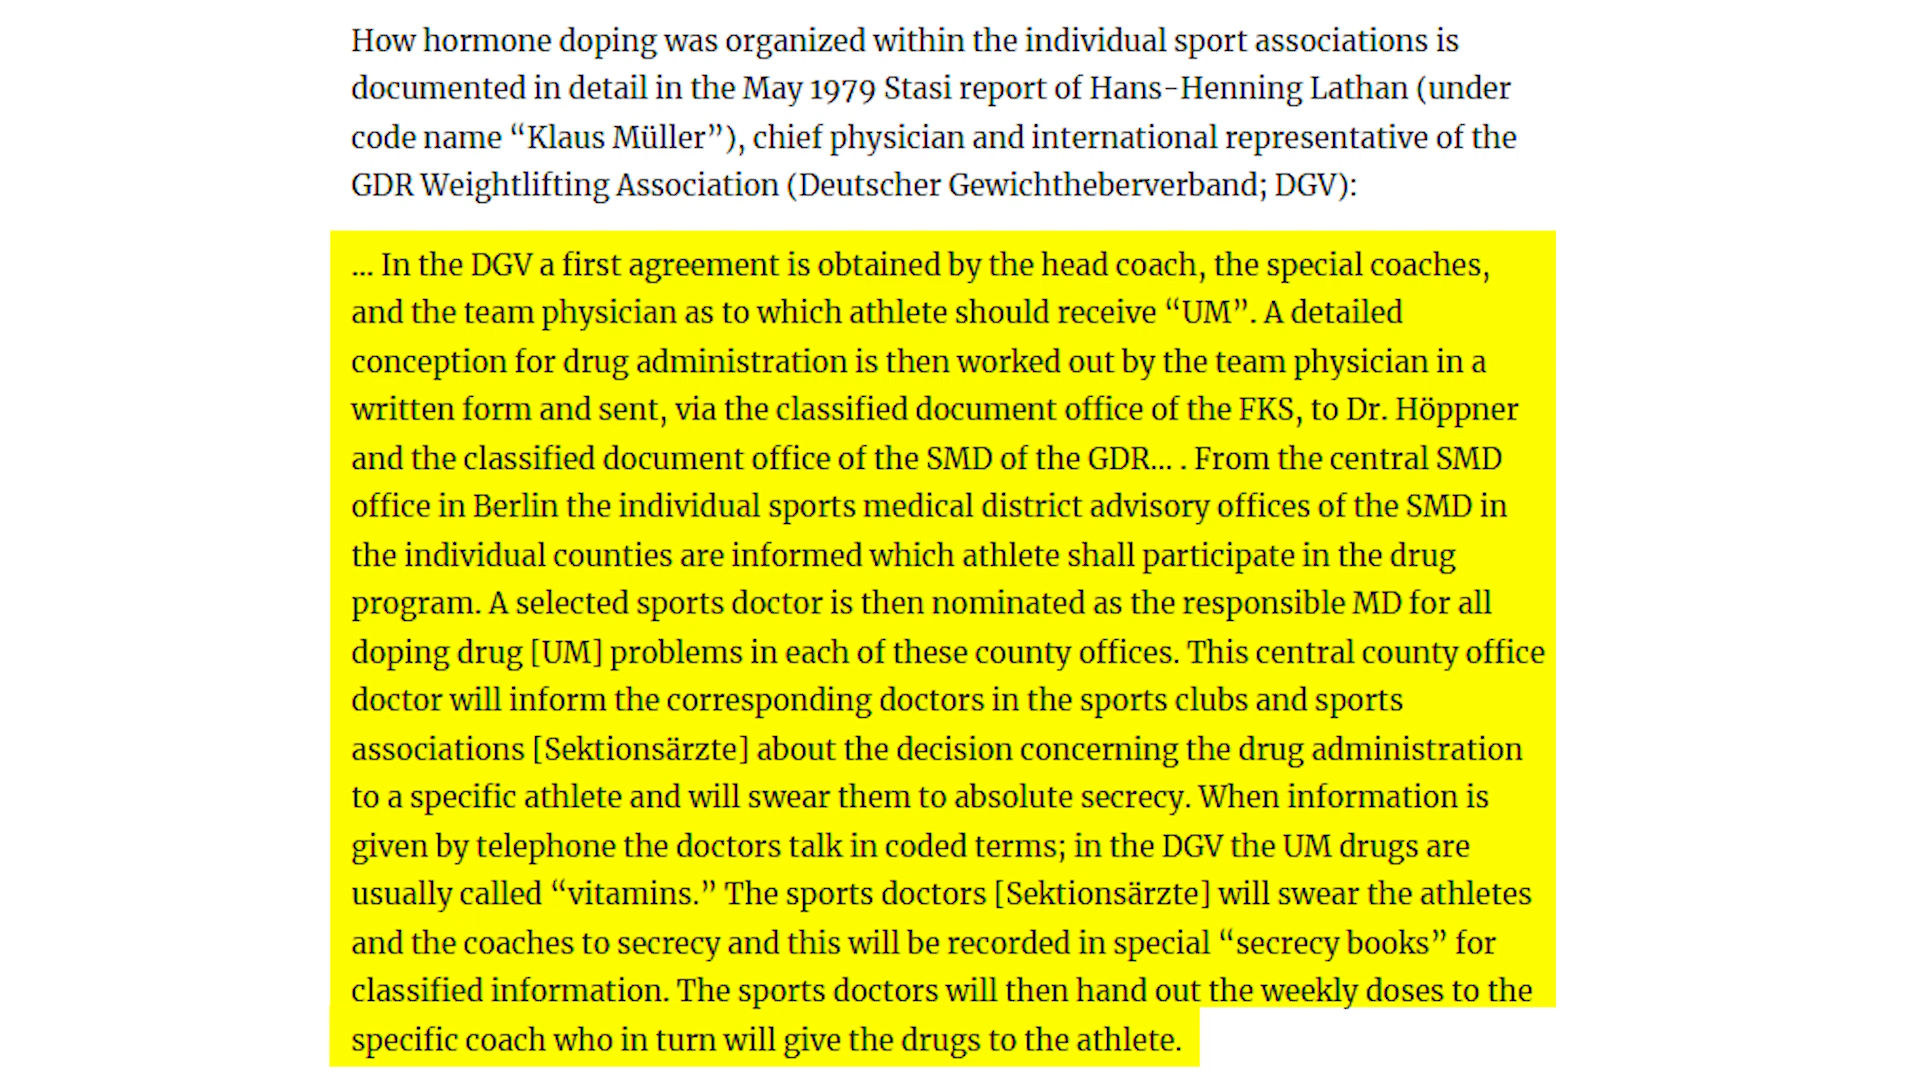 How hormone doping was organized within the individual sport associations is
documented in detail in the May 1979 Stasi report of Hans-Henning Lathan (under
code name “Klaus Müller”), chief physician and international representative of the
GDR Weightlifting Association (Deutscher Gewichtheberverband; DGV):
... In the DGV a first agreement is obtained by the head coach, the special coaches,
and the team physician as to which athlete should receive “UM”. A detailed
conception for drug administration is then worked out by the team physician in a
written form and sent, via the classified document office of the FKS, to Dr. Höppner
and the classified document office of the SMD of the GDR... . From the central SMD
office in Berlin the individual sports medical district advisory offices of the SMD in
the individual counties are informed which athlete shall participate in the drug
program. A selected sports doctor is then nominated as the responsible MD for all
doping drug [UM] problems in each of these county offices. This central county office
doctor will inform the corresponding doctors in the sports clubs and sports
associations [Sektionsärzte] about the decision concerning the drug administration
to a specific athlete and will swear them to absolute secrecy. When information is
given by telephone the doctors talk in coded terms; in the DGV the UM drugs are
usually called “vitamins.” The sports doctors [Sektionsärzte] will swear the athletes
and the coaches to secrecy and this will be recorded in special “secrecy books” for
classified information. The sports doctors will then hand out the weekly doses to the
specific coach who in turn will give the drugs to the athlete.